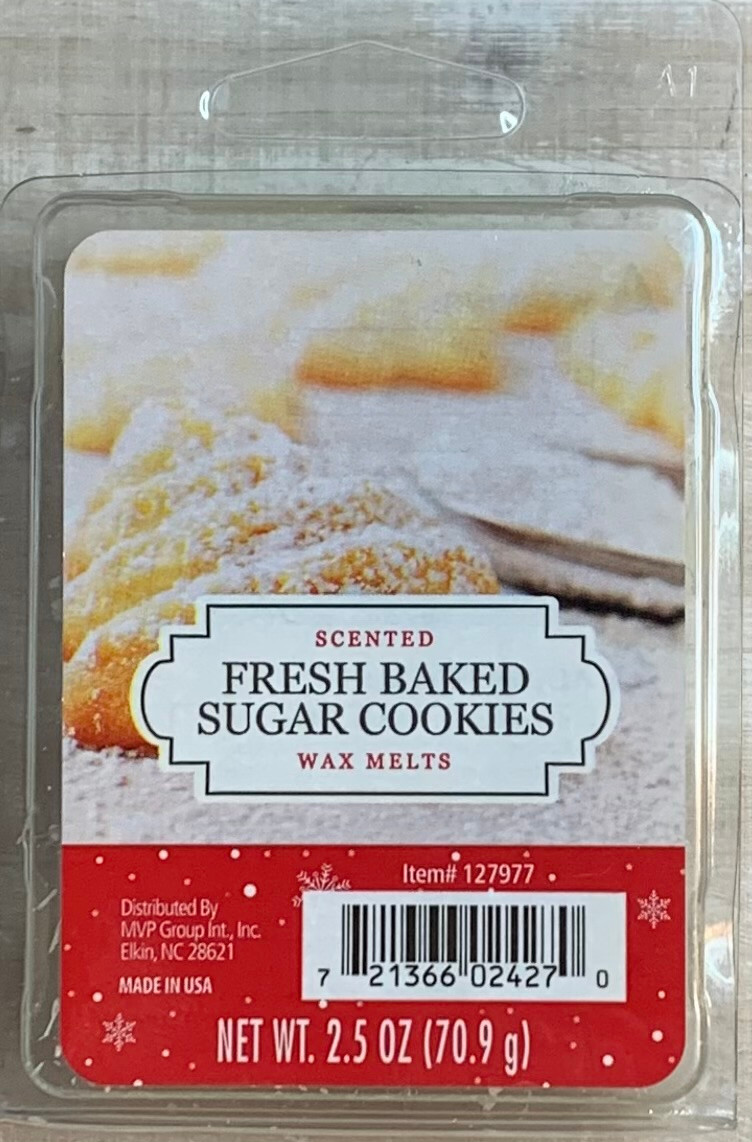 A1
SCENTED
FRESH BAKED
SUGAR COOKIES
WAX MELTS
Item# 127977
Distributed By
MVP Group Int., Inc.
Elkin, NC 28621
MADE IN USA
7 21366 02427 0
NET WT. 2.5 OZ (70.9 g)